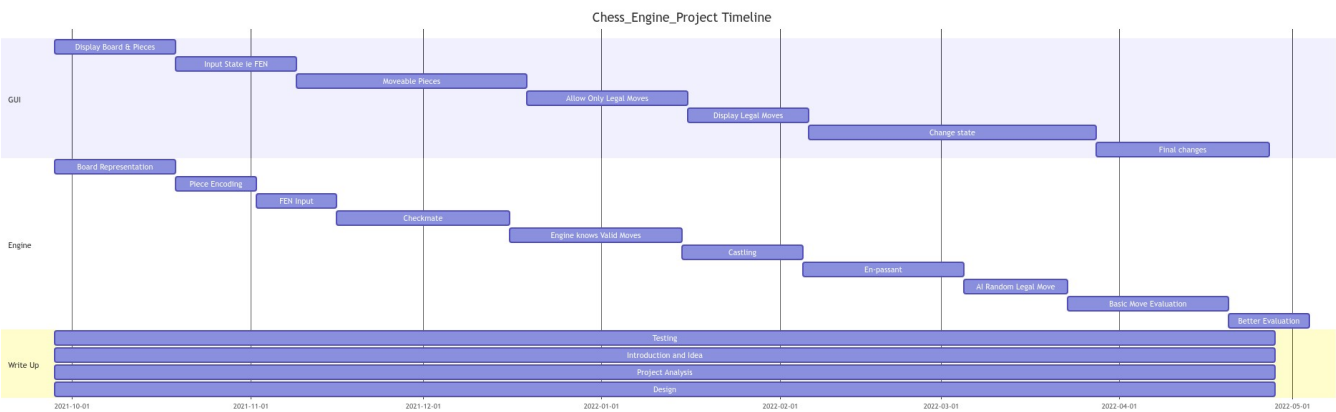 Chess_Engine_Project Timeline
GUI
Display Board & Pieces
Input State ie FEN
Moveable Pieces
Allow Only Legal Moves
Display Legal Moves
Change state
Final changes
Engine
Board Representation
Piece Encoding
FEN Input
Checkmate
Engine knows Valid Moves
Castling
En-passant
AI Random Legal Move
Basic Move Evaluation
Better Evaluation
Write Up
Testing
Introduction and Idea
Project Analysis
Design
2021-10-01 2021-11-01 2021-12-01 2022-01-01 2022-02-01 2022-03-01 2022-04-01 2022-05-01